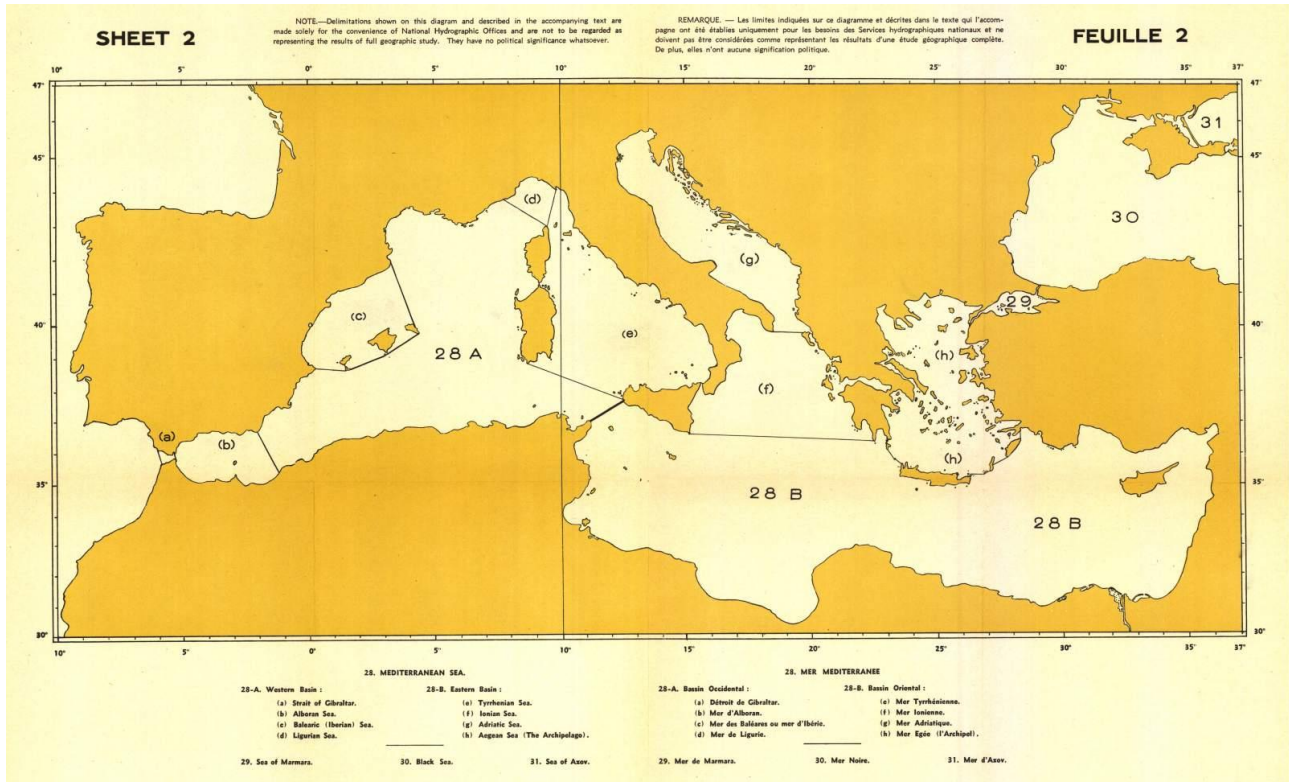 SHEET 2
NOTE.—Delimitations shown on this diagram and described in the accompanying text are
made solely for the convenience of National Hydrographic Offices and are not to be regarded as
representing the results of full geographic study. They have no political significance whatsoever.
REMARQUE. — Les limites indiquées sur ce diagramme et décrites dans le texte qui l'accom-
pagne ont été établies uniquement pour les besoins des Services hydrographiques nationaux et ne
doivent pas être considérées comme représentant les résultats d'une étude géographique complète.
De plus, elles n'ont aucune signification politique.
FEUILLE 2
10° 5° 0° 5° 10° 15° 20° 25° 30° 35° 37°
47° 47°
31
45° 45°
(d)
30
(g)
29
(c)
40° 40°
(e)
28 A
(h)
(f)
(a)
(b)
(h)
35° 35°
28 B
28 B
30° 30°
10° 5° 0° 5° 10° 15° 20° 25° 30° 35° 37°
28. MEDITERRANEAN SEA.
28-A. Western Basin : 28-B. Eastern Basin :
(a) Strait of Gibraltar. (e) Tyrrhenian Sea.
(b) Alboran Sea. (f) Ionian Sea.
(c) Balearic (Iberian) Sea. (g) Adriatic Sea.
(d) Ligurian Sea. (h) Aegean Sea (The Archipelago).
29. Sea of Marmara. 30. Black Sea. 31. Sea of Azov.
28. MER MEDITERRANÉE
28-A. Bassin Occidental : 28-B. Bassin Oriental :
(a) Détroit de Gibraltar. (e) Mer Tyrrhénienne.
(b) Mer d'Alboran. (f) Mer Ionienne.
(c) Mer des Baléares ou mer d'Ibérie. (g) Mer Adriatique.
(d) Mer de Ligurie. (h) Mer Egée (l'Archipel).
29. Mer de Marmara. 30. Mer Noire. 31. Mer d'Azov.